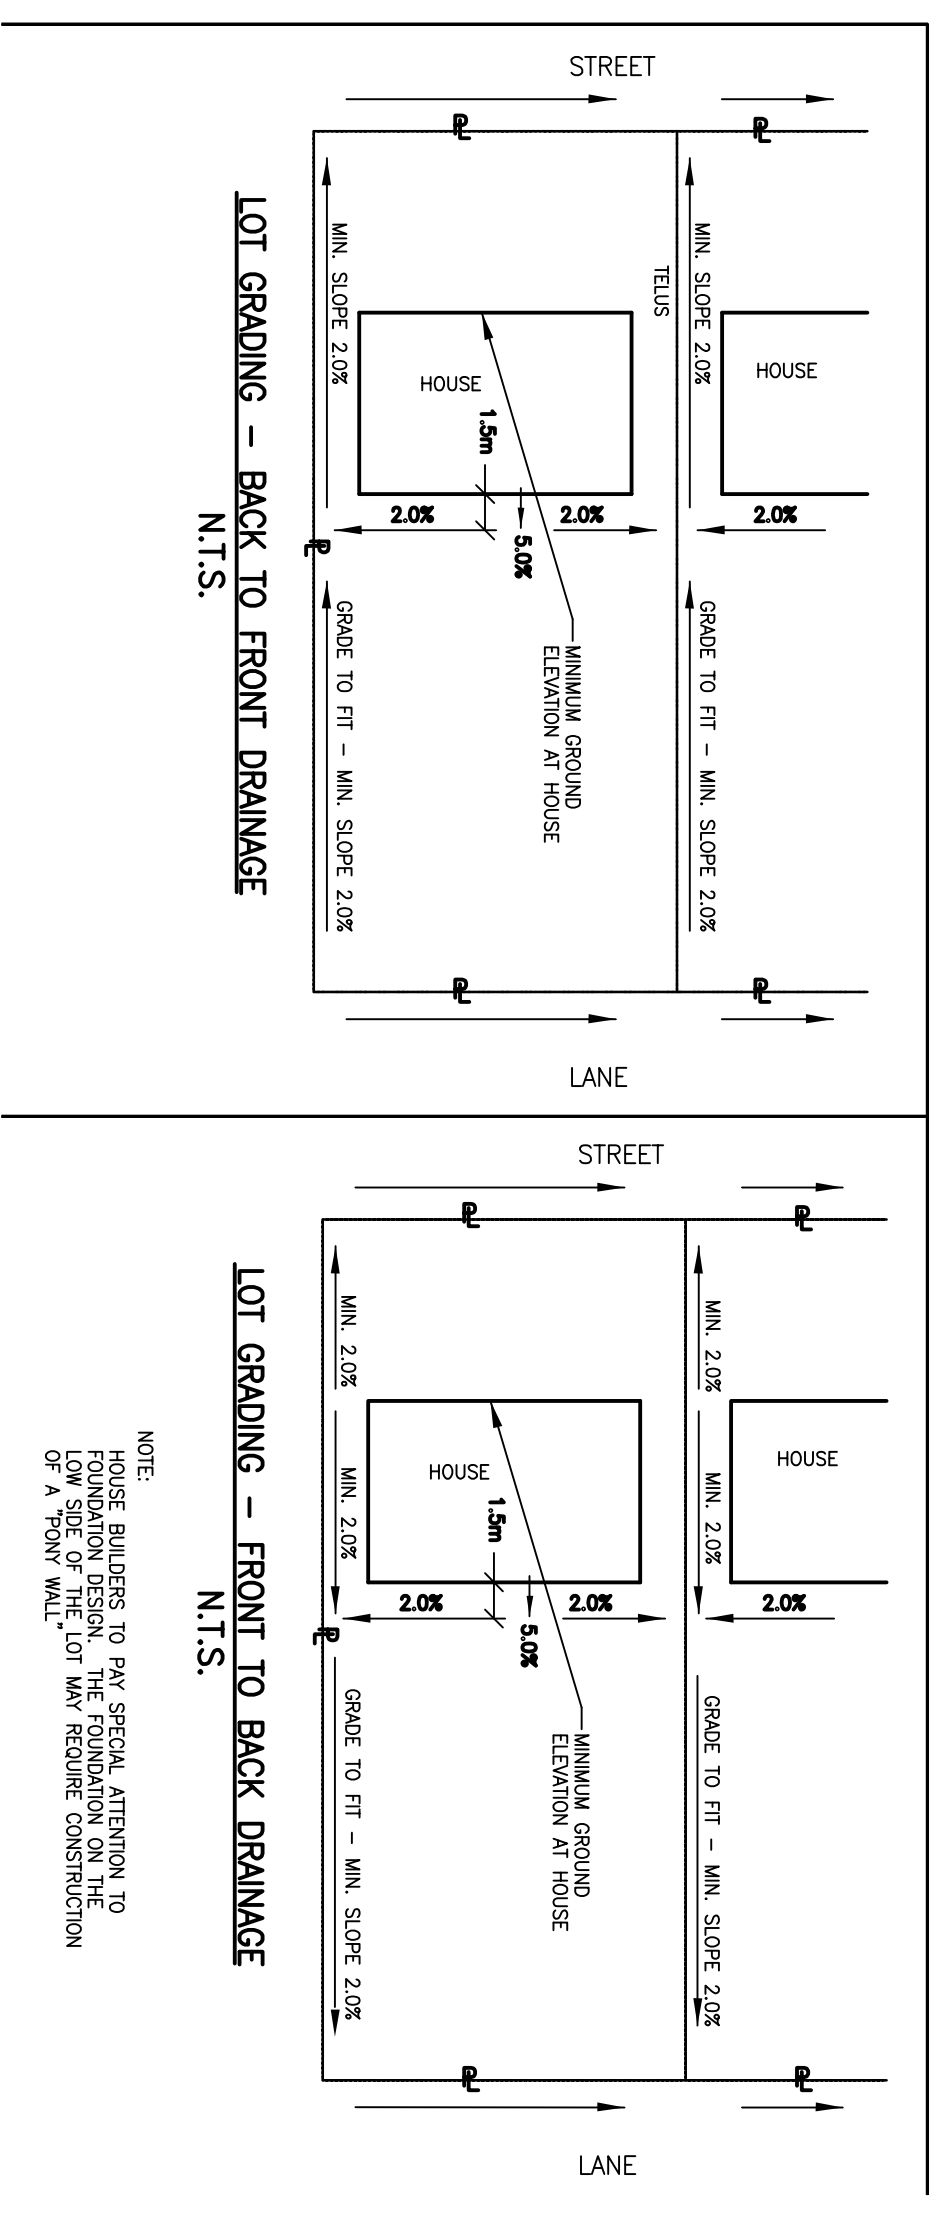 STREET
PL
PL
MIN. SLOPE 2.0%
TELUS
MIN. SLOPE 2.0%
HOUSE
HOUSE
1.5m
2.0%
2.0%
2.0%
5.0%
PL
GRADE TO FIT - MIN. SLOPE 2.0%
GRADE TO FIT - MIN. SLOPE 2.0%
MINIMUM GROUND
ELEVATION AT HOUSE
PL
PL
LANE
LOT GRADING - BACK TO FRONT DRAINAGE
N.T.S.
STREET
PL
PL
MIN. 2.0%
MIN. 2.0%
HOUSE
HOUSE
MIN. 2.0%
MIN. 2.0%
1.5m
2.0%
2.0%
2.0%
5.0%
PL
GRADE TO FIT - MIN. SLOPE 2.0%
GRADE TO FIT - MIN. SLOPE 2.0%
MINIMUM GROUND
ELEVATION AT HOUSE
PL
PL
LANE
LOT GRADING - FRONT TO BACK DRAINAGE
N.T.S.
NOTE:
HOUSE BUILDERS TO PAY SPECIAL ATTENTION TO
FOUNDATION DESIGN. THE FOUNDATION ON THE
LOW SIDE OF THE LOT MAY REQUIRE CONSTRUCTION
OF A "PONY WALL"